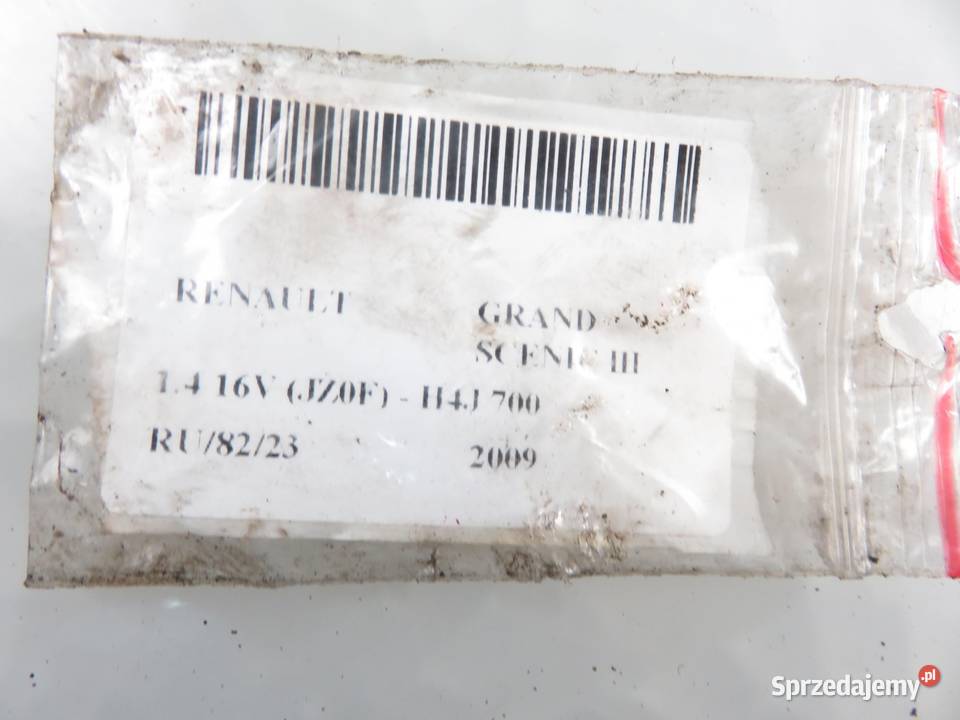 RENAULT GRAND
SCENIC III
1.4 16V (JZ0F) - H4J 700
RU/82/23 2009
Sprzedajemy.pl